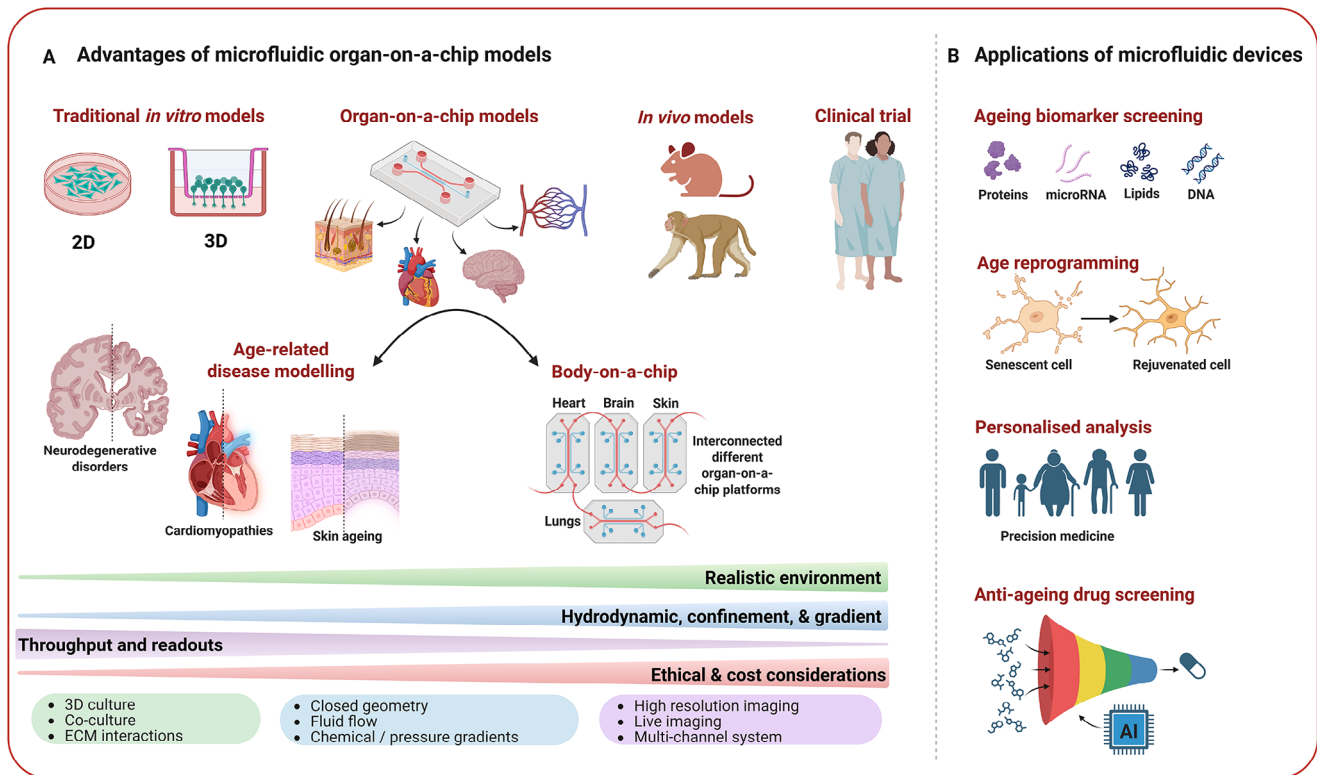 A Advantages of microfluidic organ-on-a-chip models
Traditional in vitro models
2D
3D
Organ-on-a-chip models
In vivo models
Clinical trial
Age-related
disease modelling
Neurodegenerative
disorders
Cardiomyopathies
Skin ageing
Body-on-a-chip
Heart Brain Skin
Lungs
Interconnected
different
organ-on-a-
chip platforms
Realistic environment
Hydrodynamic, confinement, & gradient
Throughput and readouts
Ethical & cost considerations
• 3D culture
• Co-culture
• ECM interactions
• Closed geometry
• Fluid flow
• Chemical / pressure gradients
• High resolution imaging
• Live imaging
• Multi-channel system
B Applications of microfluidic devices
Ageing biomarker screening
Proteins microRNA Lipids DNA
Age reprogramming
Senescent cell Rejuvenated cell
Personalised analysis
Precision medicine
Anti-ageing drug screening
AI